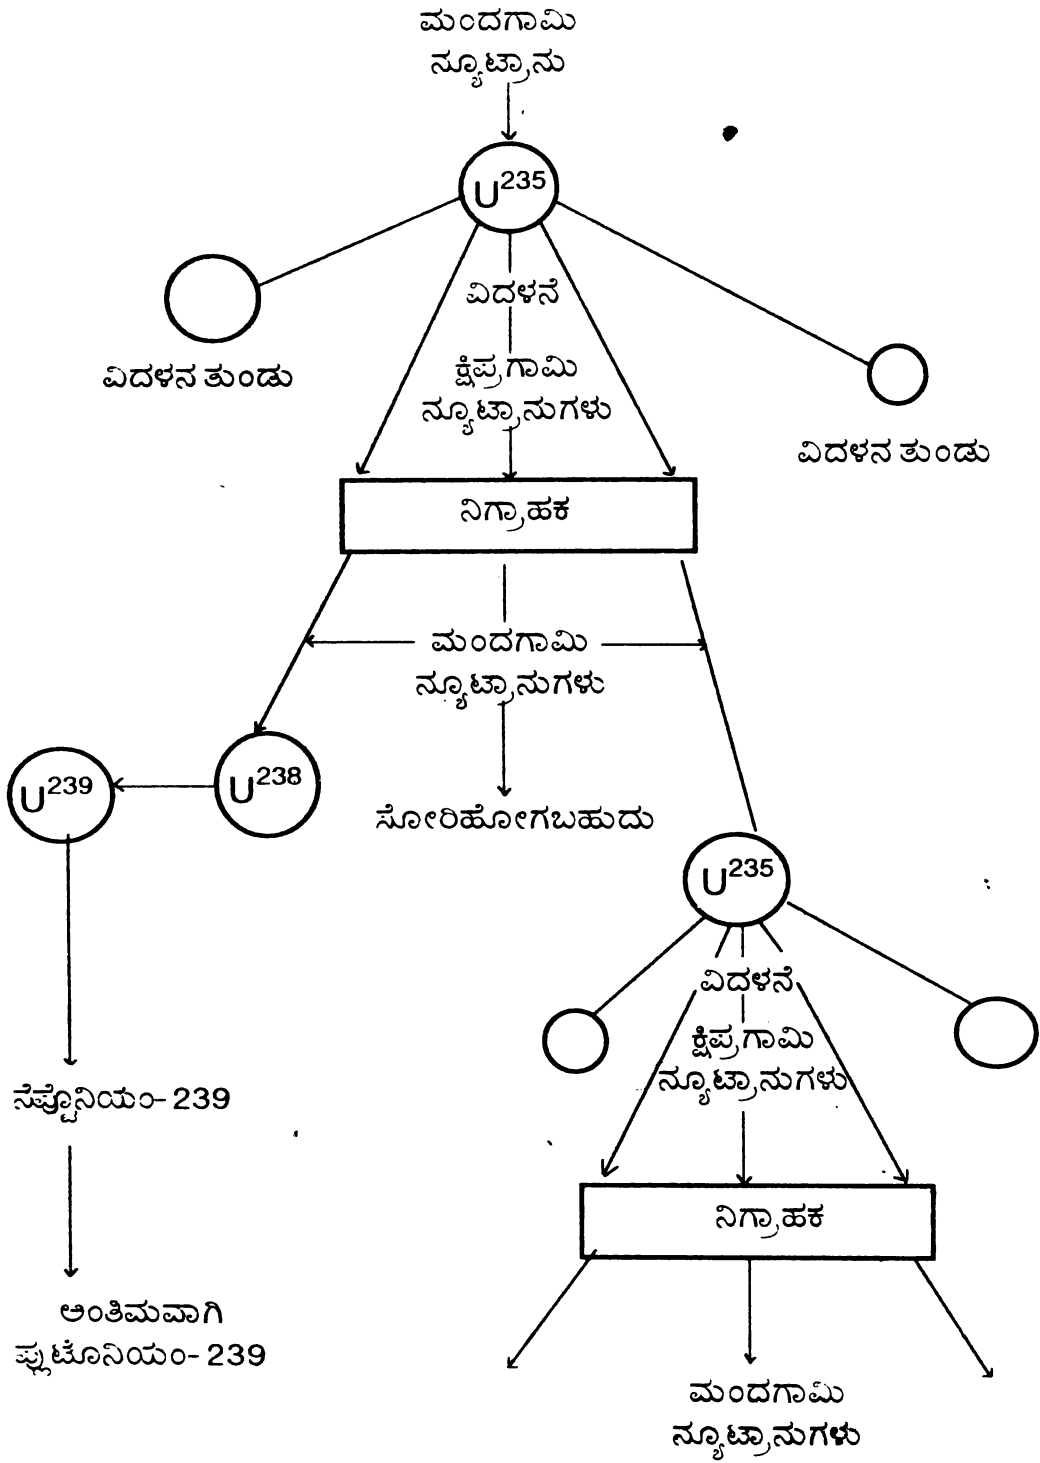 ಮಂದಗಾಮಿ
ನ್ಯೂಟ್ರಾನು
U²³⁵
ವಿದಳನೆ
ಕ್ಷಿಪ್ರಗಾಮಿ
ನ್ಯೂಟ್ರಾನುಗಳು
ವಿದಳನ ತುಂಡು
ವಿದಳನ ತುಂಡು
ನಿಗ್ರಾಹಕ
ಮಂದಗಾಮಿ
ನ್ಯೂಟ್ರಾನುಗಳು
U²³⁹
U²³⁸
ಸೋರಿಹೋಗಬಹುದು
U²³⁵
ವಿದಳನೆ
ಕ್ಷಿಪ್ರಗಾಮಿ
ನ್ಯೂಟ್ರಾನುಗಳು
ನೆಪ್ಟೊನಿಯಂ-239
ನಿಗ್ರಾಹಕ
ಅಂತಿಮವಾಗಿ
ಪ್ಲುಟೊನಿಯಂ-239
ಮಂದಗಾಮಿ
ನ್ಯೂಟ್ರಾನುಗಳು